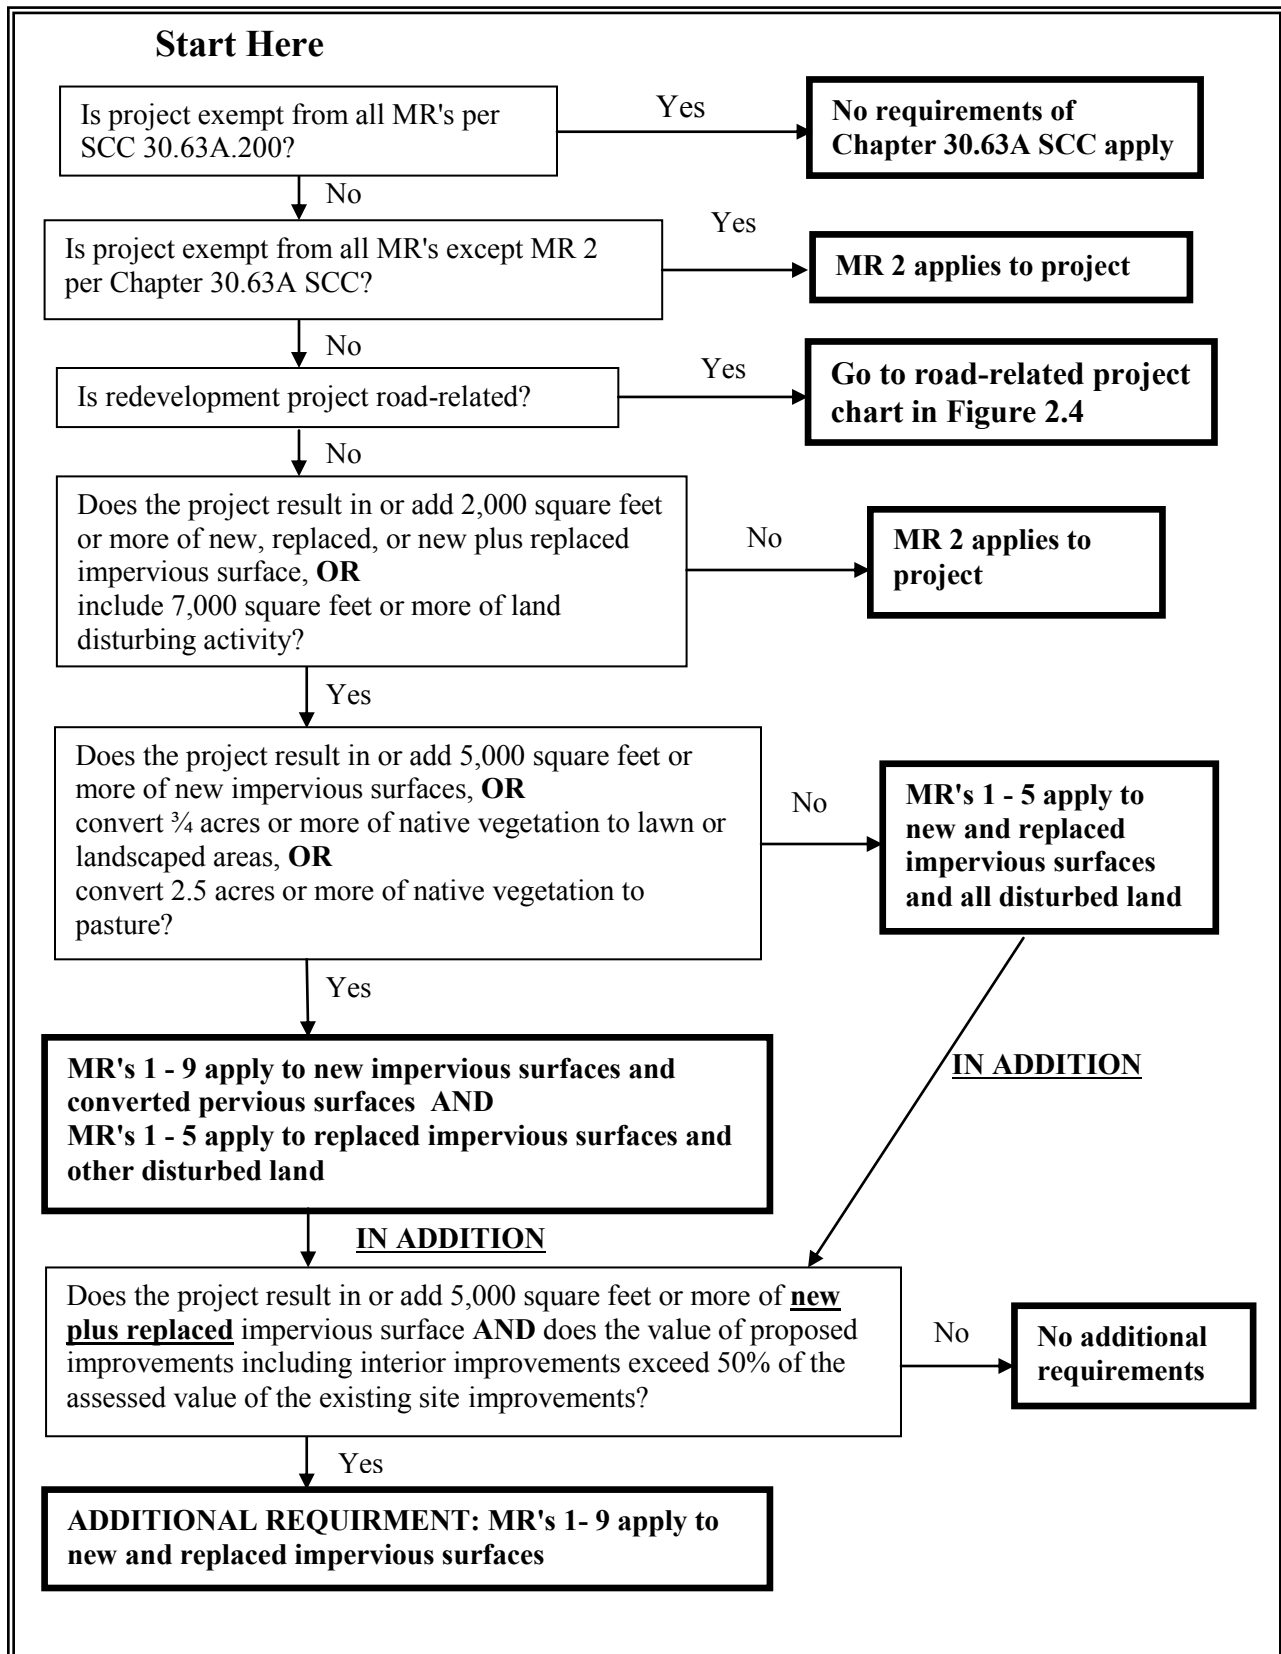 Start Here
Is project exempt from all MR's per
SCC 30.63A.200?
Yes
No requirements of
Chapter 30.63A SCC apply
No
Is project exempt from all MR's except MR 2
per Chapter 30.63A SCC?
Yes
MR 2 applies to project
No
Is redevelopment project road-related?
Yes
Go to road-related project
chart in Figure 2.4
No
Does the project result in or add 2,000 square feet
or more of new, replaced, or new plus replaced
impervious surface, OR
include 7,000 square feet or more of land
disturbing activity?
No
MR 2 applies to
project
Yes
Does the project result in or add 5,000 square feet or
more of new impervious surfaces, OR
convert ¾ acres or more of native vegetation to lawn or
landscaped areas, OR
convert 2.5 acres or more of native vegetation to
pasture?
No
MR's 1 - 5 apply to
new and replaced
impervious surfaces
and all disturbed land
Yes
MR's 1 - 9 apply to new impervious surfaces and
converted pervious surfaces AND
MR's 1 - 5 apply to replaced impervious surfaces and
other disturbed land
IN ADDITION
IN ADDITION
Does the project result in or add 5,000 square feet or more of new
plus replaced impervious surface AND does the value of proposed
improvements including interior improvements exceed 50% of the
assessed value of the existing site improvements?
No
No additional
requirements
Yes
ADDITIONAL REQUIRMENT: MR's 1- 9 apply to
new and replaced impervious surfaces